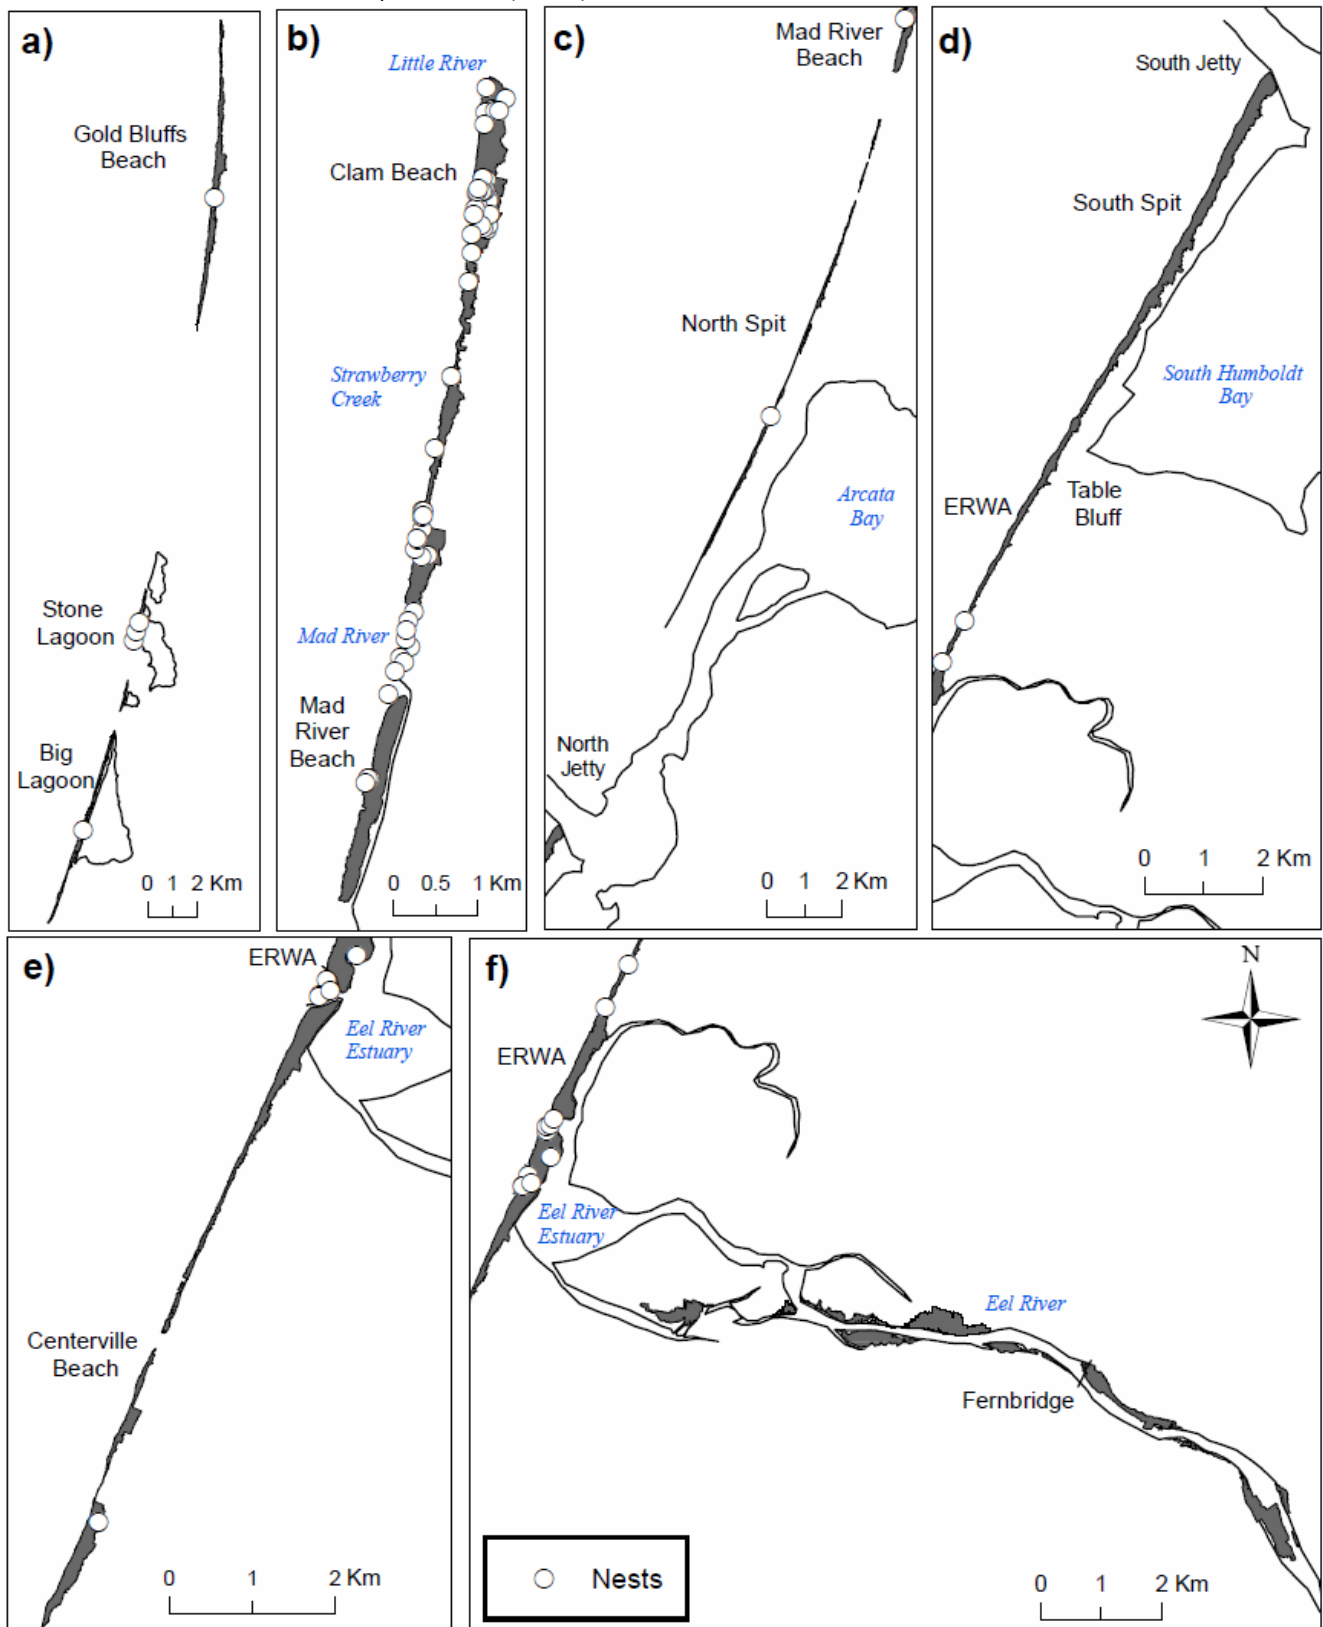 a)
Gold Bluffs
Beach
Stone
Lagoon
Big
Lagoon
0 1 2 Km
b)
Little River
Clam Beach
Strawberry
Creek
Mad River
Mad
River
Beach
0 0.5 1 Km
c)
Mad River
Beach
North Spit
Arcata
Bay
North
Jetty
0 1 2 Km
d)
South Jetty
South Spit
South Humboldt
Bay
Table
Bluff
ERWA
0 1 2 Km
e)
ERWA
Eel River
Estuary
Centerville
Beach
0 1 2 Km
f)
N
ERWA
Eel River
Estuary
Eel River
Fernbridge
Nests
0 1 2 Km